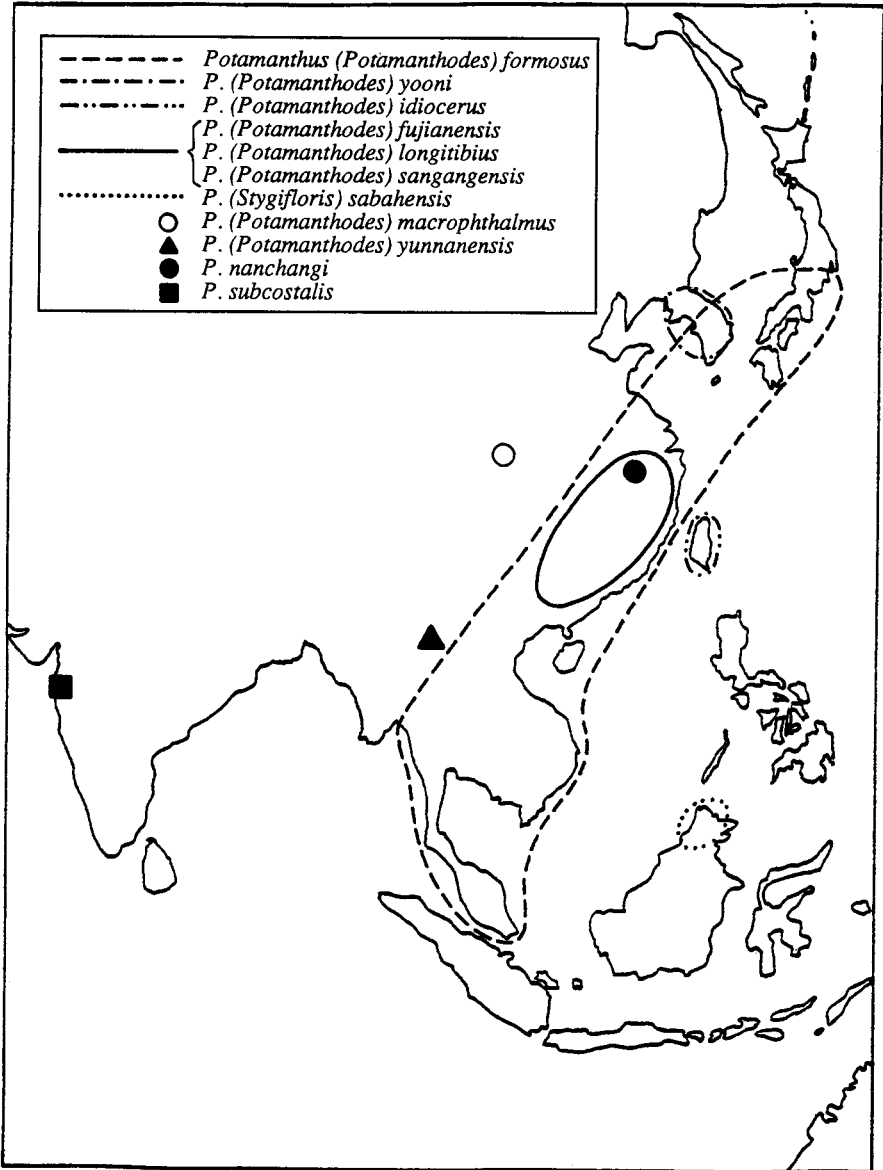 Potamanthus (Potamanthodes) formosus
P. (Potamanthodes) yooni
P. (Potamanthodes) idiocerus
P. (Potamanthodes) fujianensis
P. (Potamanthodes) longitibius
P. (Potamanthodes) sangangensis
P. (Stygifloris) sabahensis
P. (Potamanthodes) macrophthalmus
P. (Potamanthodes) yunnanensis
P. nanchangi
P. subcostalis